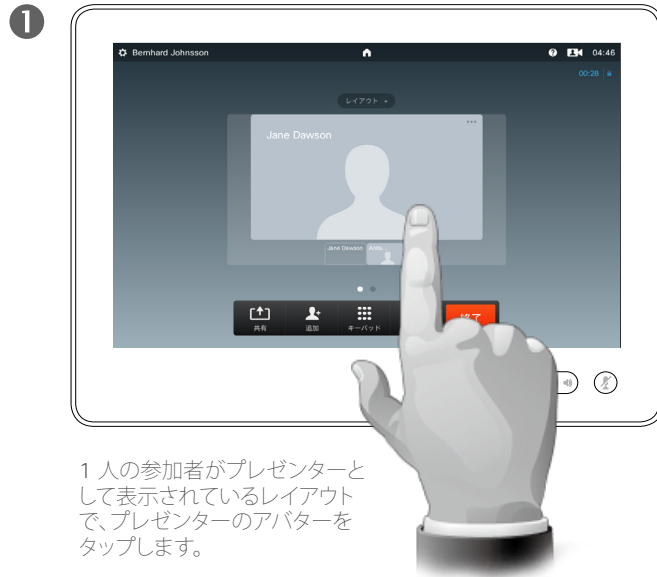 1
Bernhard Johnsson
04:46
00:28
レイアウト
Jane Dawson
Jane Dawson
共有
追加
キーパッド
終了
1 人の参加者がプレゼンターと
して表示されているレイアウト
で、プレゼンターのアバターを
タップします。